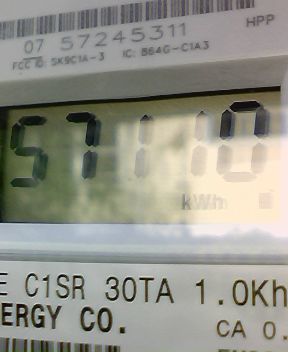 HPP
07 57245311
FCC ID: SK9C1A-3 IC: 864G-C1A3
57110
kWh
E C1SR 30TA 1.0Kh
ERGY CO.
CA 0.